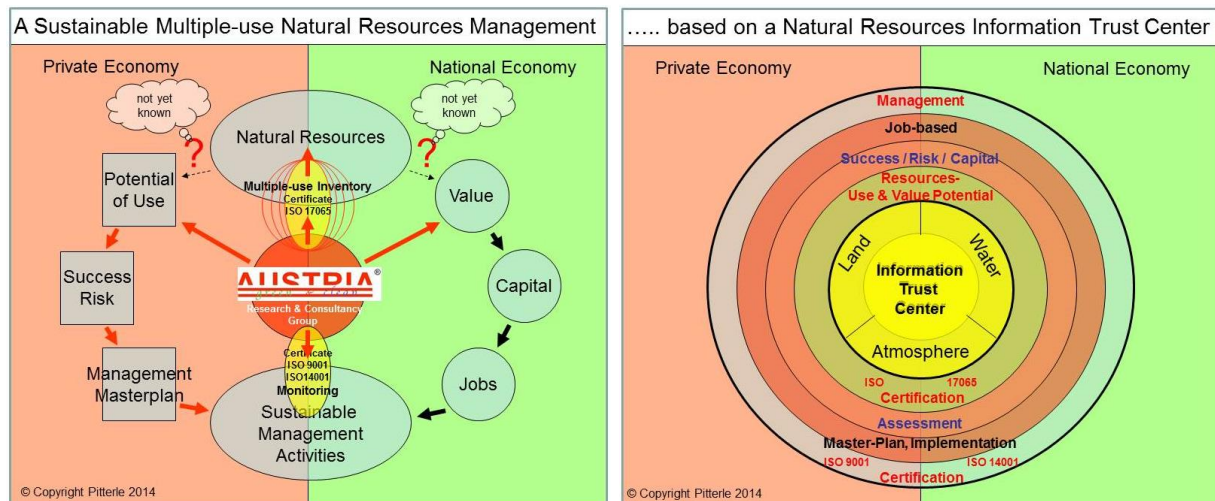 A Sustainable Multiple-use Natural Resources Management
Private Economy
National Economy
not yet
known
not yet
known
Natural Resources
?
?
Potential
of Use
Multiple-use Inventory
Certificate
ISO 17065
Value
Success
Risk
AUSTRIA®
green & clean
Research & Consultancy
Group
Capital
Management
Masterplan
Certificate
ISO 9001
ISO14001
Monitoring
Jobs
Sustainable
Management
Activities
© Copyright Pitterle 2014
….. based on a Natural Resources Information Trust Center
Private Economy
National Economy
Management
Job-based
Success / Risk / Capital
Resources-
Use & Value Potential
Land
Water
Information
Trust
Center
Atmosphere
ISO 17065
Certification
Assessment
Master-Plan, Implementation
ISO 9001
ISO 14001
Certification
© Copyright Pitterle 2014